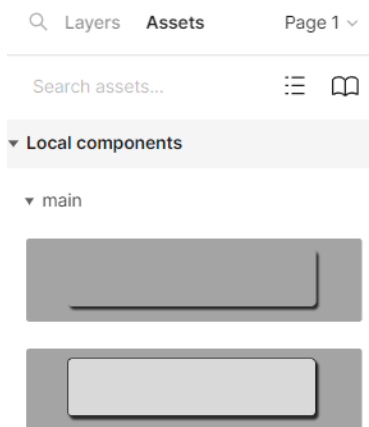 Layers Assets Page 1
Search assets...
Local components
main